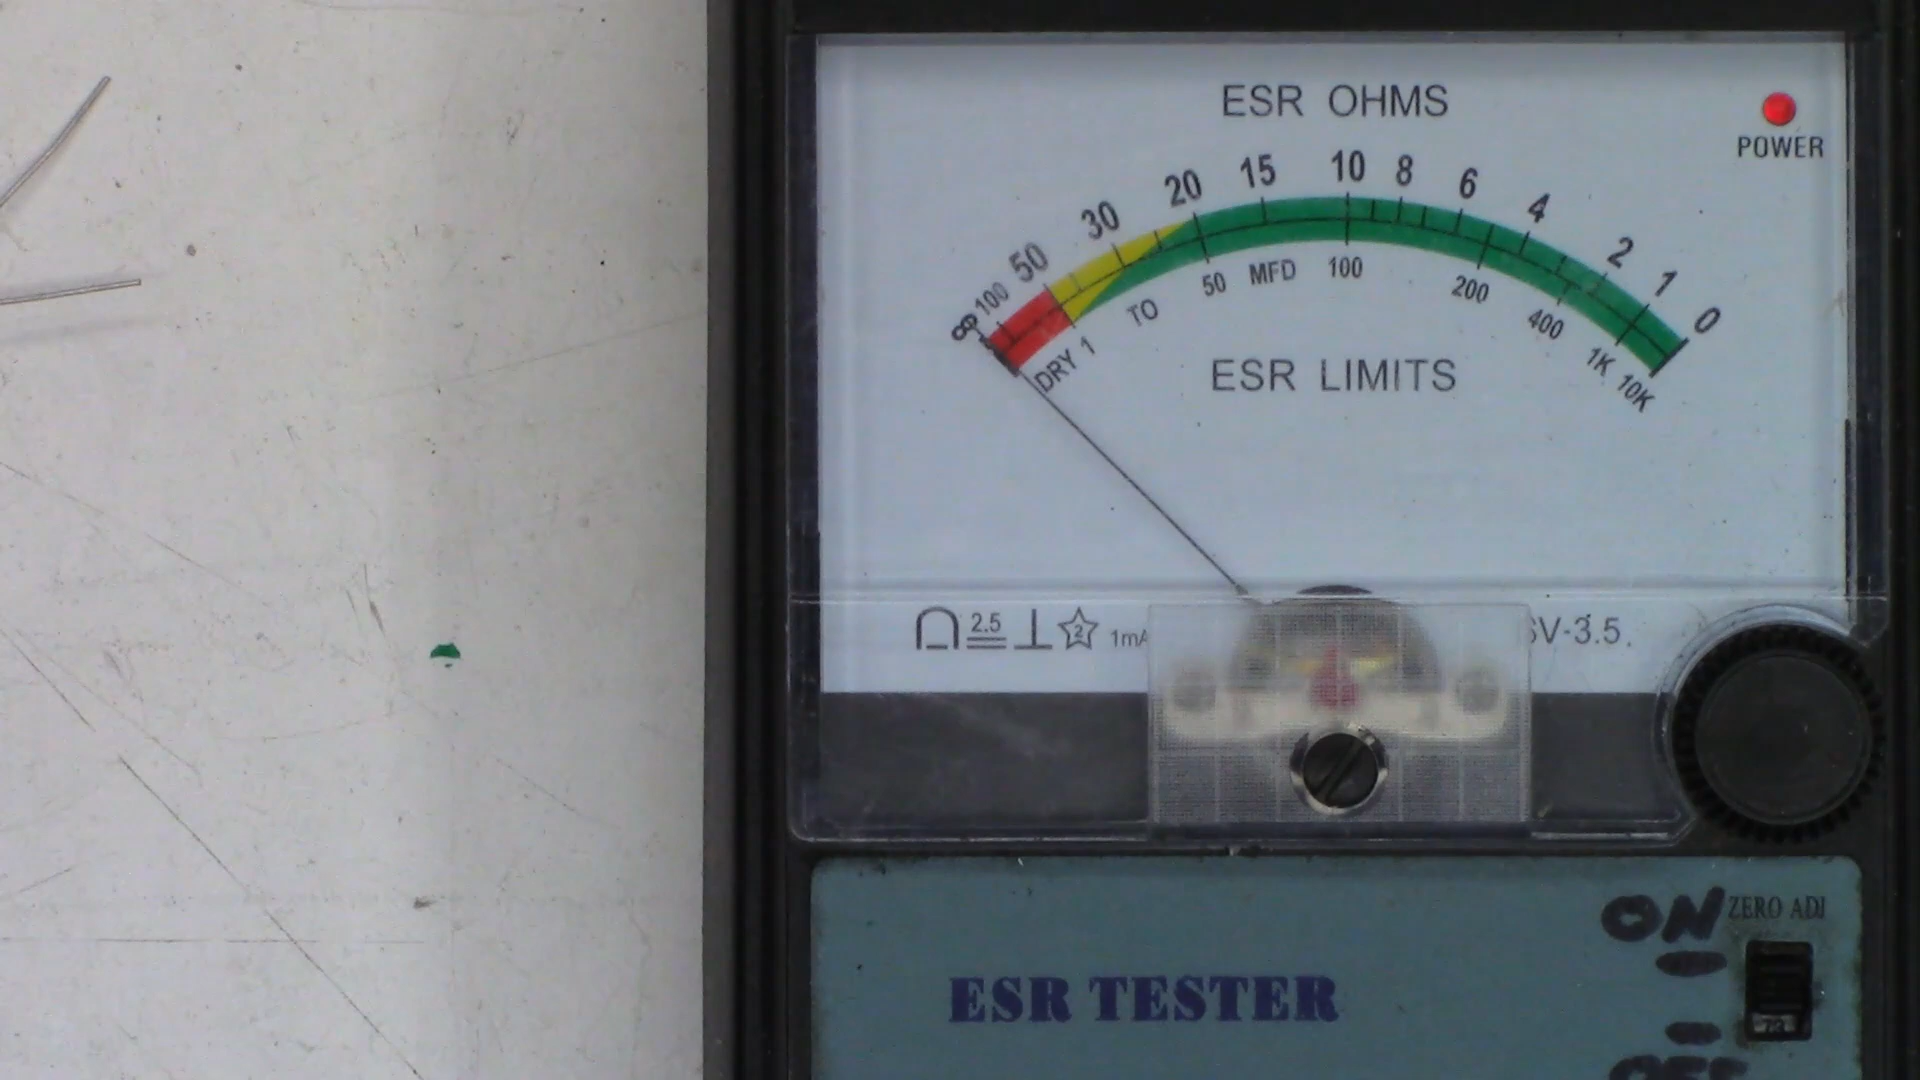 ESR OHMS
POWER
∞ 100 50 30 20 15 10 8 6 4 2 1 0
DRY 1 TO 50 MFD 100 200 400 1K 10K
ESR LIMITS
2.5 2 1mA SV-3.5.
ON ZERO ADJ
ESR TESTER
OFF